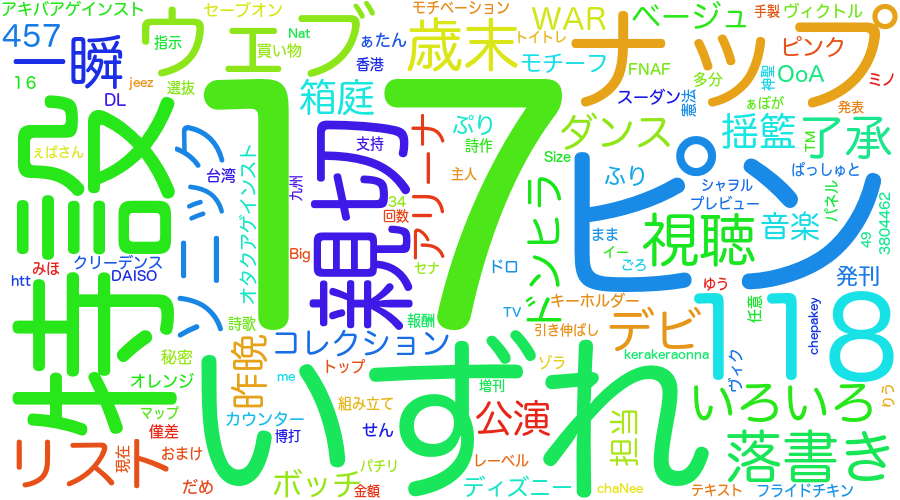 アキバアゲインスト
セーブオン
モチベーション
手製
ヴィクトル
457
指示
ウェブ
Nat
買い物
ぁたん
歳末
トイトレ
WAR
ナップ
ベージュ
ピンク
一瞬
16
jeez
選抜
香港
モチーフ
FNAF
多分
神聖
OoA
ミノ
DL
箱庭
スーダン
憲法
ぁぽが
発表
特設
ぇばさん
ソニック
台湾
オタクアゲインスト
17
親切
支持
アリーナ
ぷり
詩作
ダンス
揺籃
TM
了承
九州
34
回数
主人
Size
ピン
ふり
シャヲル
ぱっしゅと
プレビュー
パネル
みほ
クリーデンス
DAISO
htt
Big
セナ
ドロ
ドンヒラ
まま
イー
ごろ
視聴
音楽
49
3804462
ゆう
発刊
詩歌
報酬
TV
キーホルダー
引き伸ばし
デビ
118
任意
chepakey
秘密
昨晩
コレクション
トップ
ゾラ
kerakeraonna
ヴィク
オレンジ
me
いずれ
増刊
りう
マップ
カウンター
組み立て
いろいろ
僅差
博打
せん
公演
担当
落書き
リスト
現在
おまけ
パチリ
レーベル
だめ
ボッチ
金額
ディズニー
chaNee
テキスト
フライドチキン